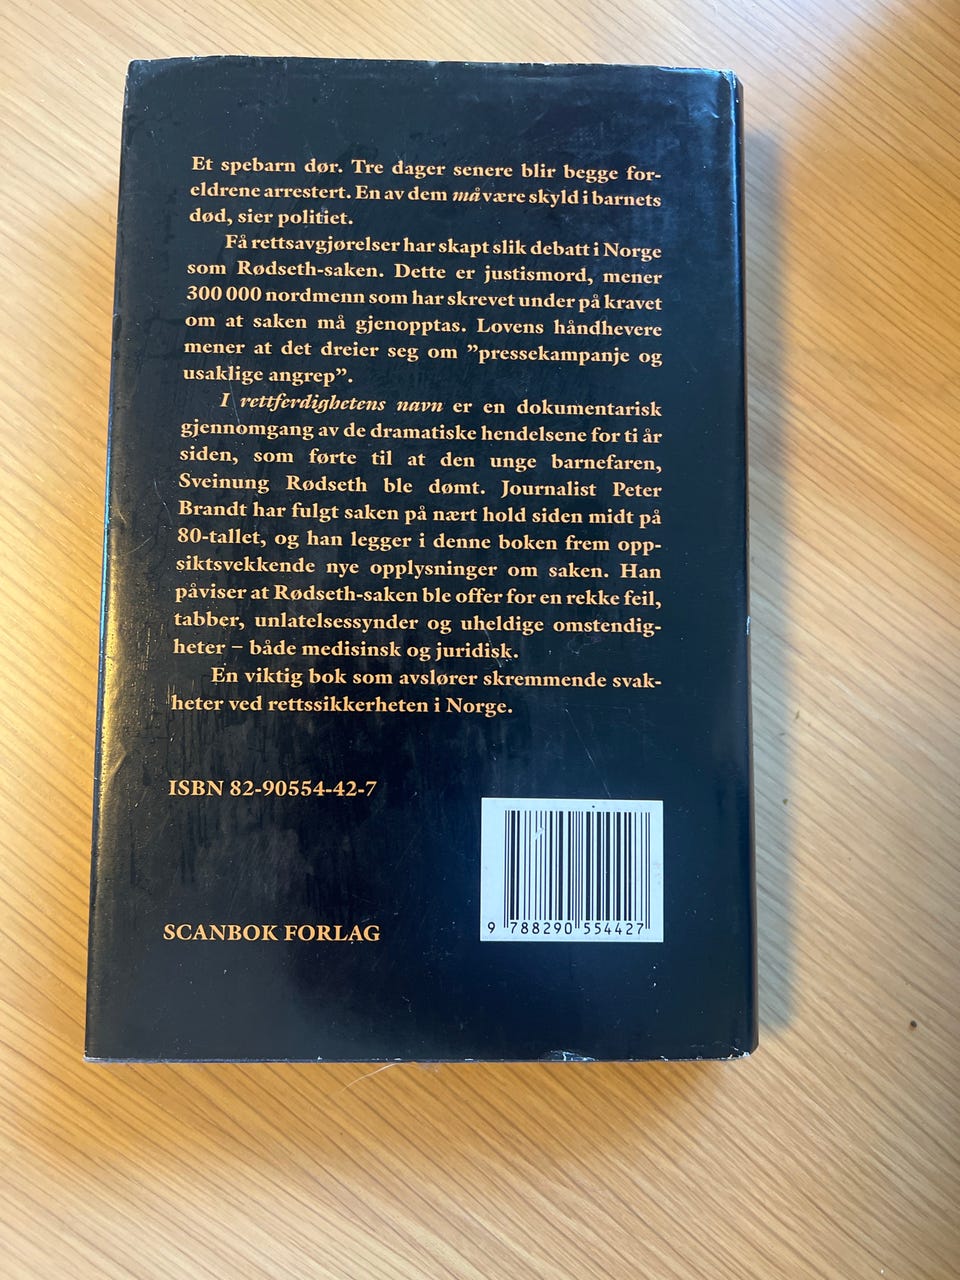 Et spebarn dør. Tre dager senere blir begge for-
eldrene arrestert. En av dem må være skyld i barnets
død, sier politiet.
Få rettsavgjørelser har skapt slik debatt i Norge
som Rødseth-saken. Dette er justismord, mener
300 000 nordmenn som har skrevet under på kravet
om at saken må gjenopptas. Lovens håndhevere
mener at det dreier seg om ”pressekampanje og
usaklige angrep”.
I rettferdighetens navn er en dokumentarisk
gjennomgang av de dramatiske hendelsene for ti år
siden, som førte til at den unge barnefaren,
Sveinung Rødseth ble dømt. Journalist Peter
Brandt har fulgt saken på nært hold siden midt på
80-tallet, og han legger i denne boken frem opp-
siktsvekkende nye opplysninger om saken. Han
påviser at Rødseth-saken ble offer for en rekke feil,
tabber, unlatelsessynder og uheldige omstendig-
heter – både medisinsk og juridisk.
En viktig bok som avslører skremmende svak-
heter ved rettssikkerheten i Norge.
ISBN 82-90554-42-7
9 788290 554427
SCANBOK FORLAG